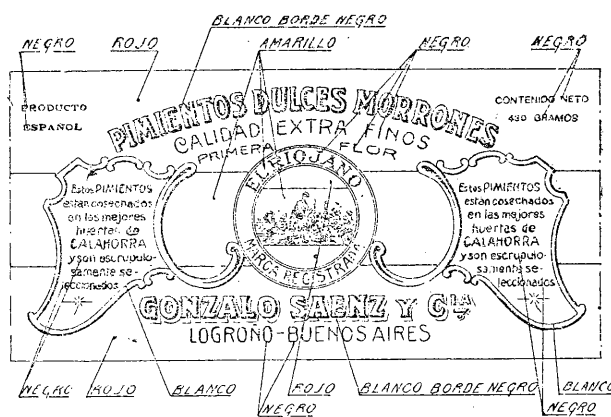 BLANCO BORDE NEGRO
NEGRO ROJO AMARILLO NEGRO NEGRO
PRODUCTO
ESPAÑOL
CONTENIDO NETO
430 GRAMOS
PIMIENTOS DULCES MORRONES
CALIDAD EXTRA FINOS
PRIMERA FLOR
EL RIOJANO
MARCA REGISTRADA
Estos PIMIENTOS
estan cosechados
en las mejores
huertas de
CALAHORRA
y son escrupulo-
samente se-
leccionados
Estos PIMIENTOS
estan cosechados
en las mejores
huertas de
CALAHORRA
y son escrupulo-
samente se-
leccionados
GONZALO SAENZ Y CIA
LOGROÑO-BUENOS AIRES
NEGRO ROJO BLANCO ROJO BLANCO BORDE NEGRO BLANCO
NEGRO NEGRO